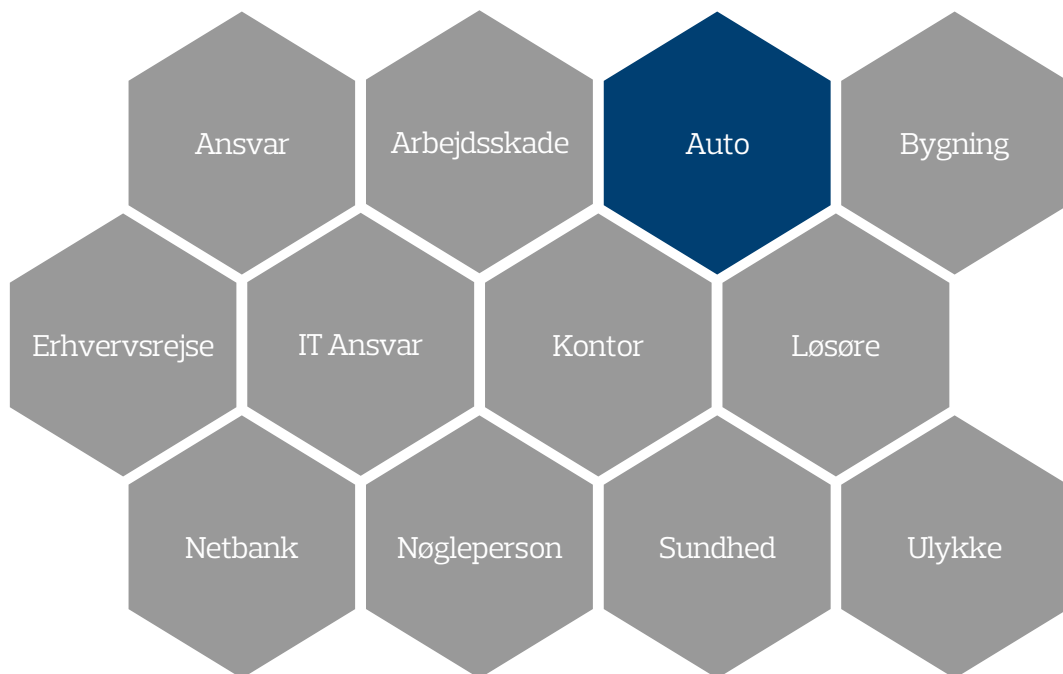 Ansvar
Arbejdsskade
Auto
Bygning
Erhvervsrejse
IT Ansvar
Kontor
Løsøre
Netbank
Nøgleperson
Sundhed
Ulykke